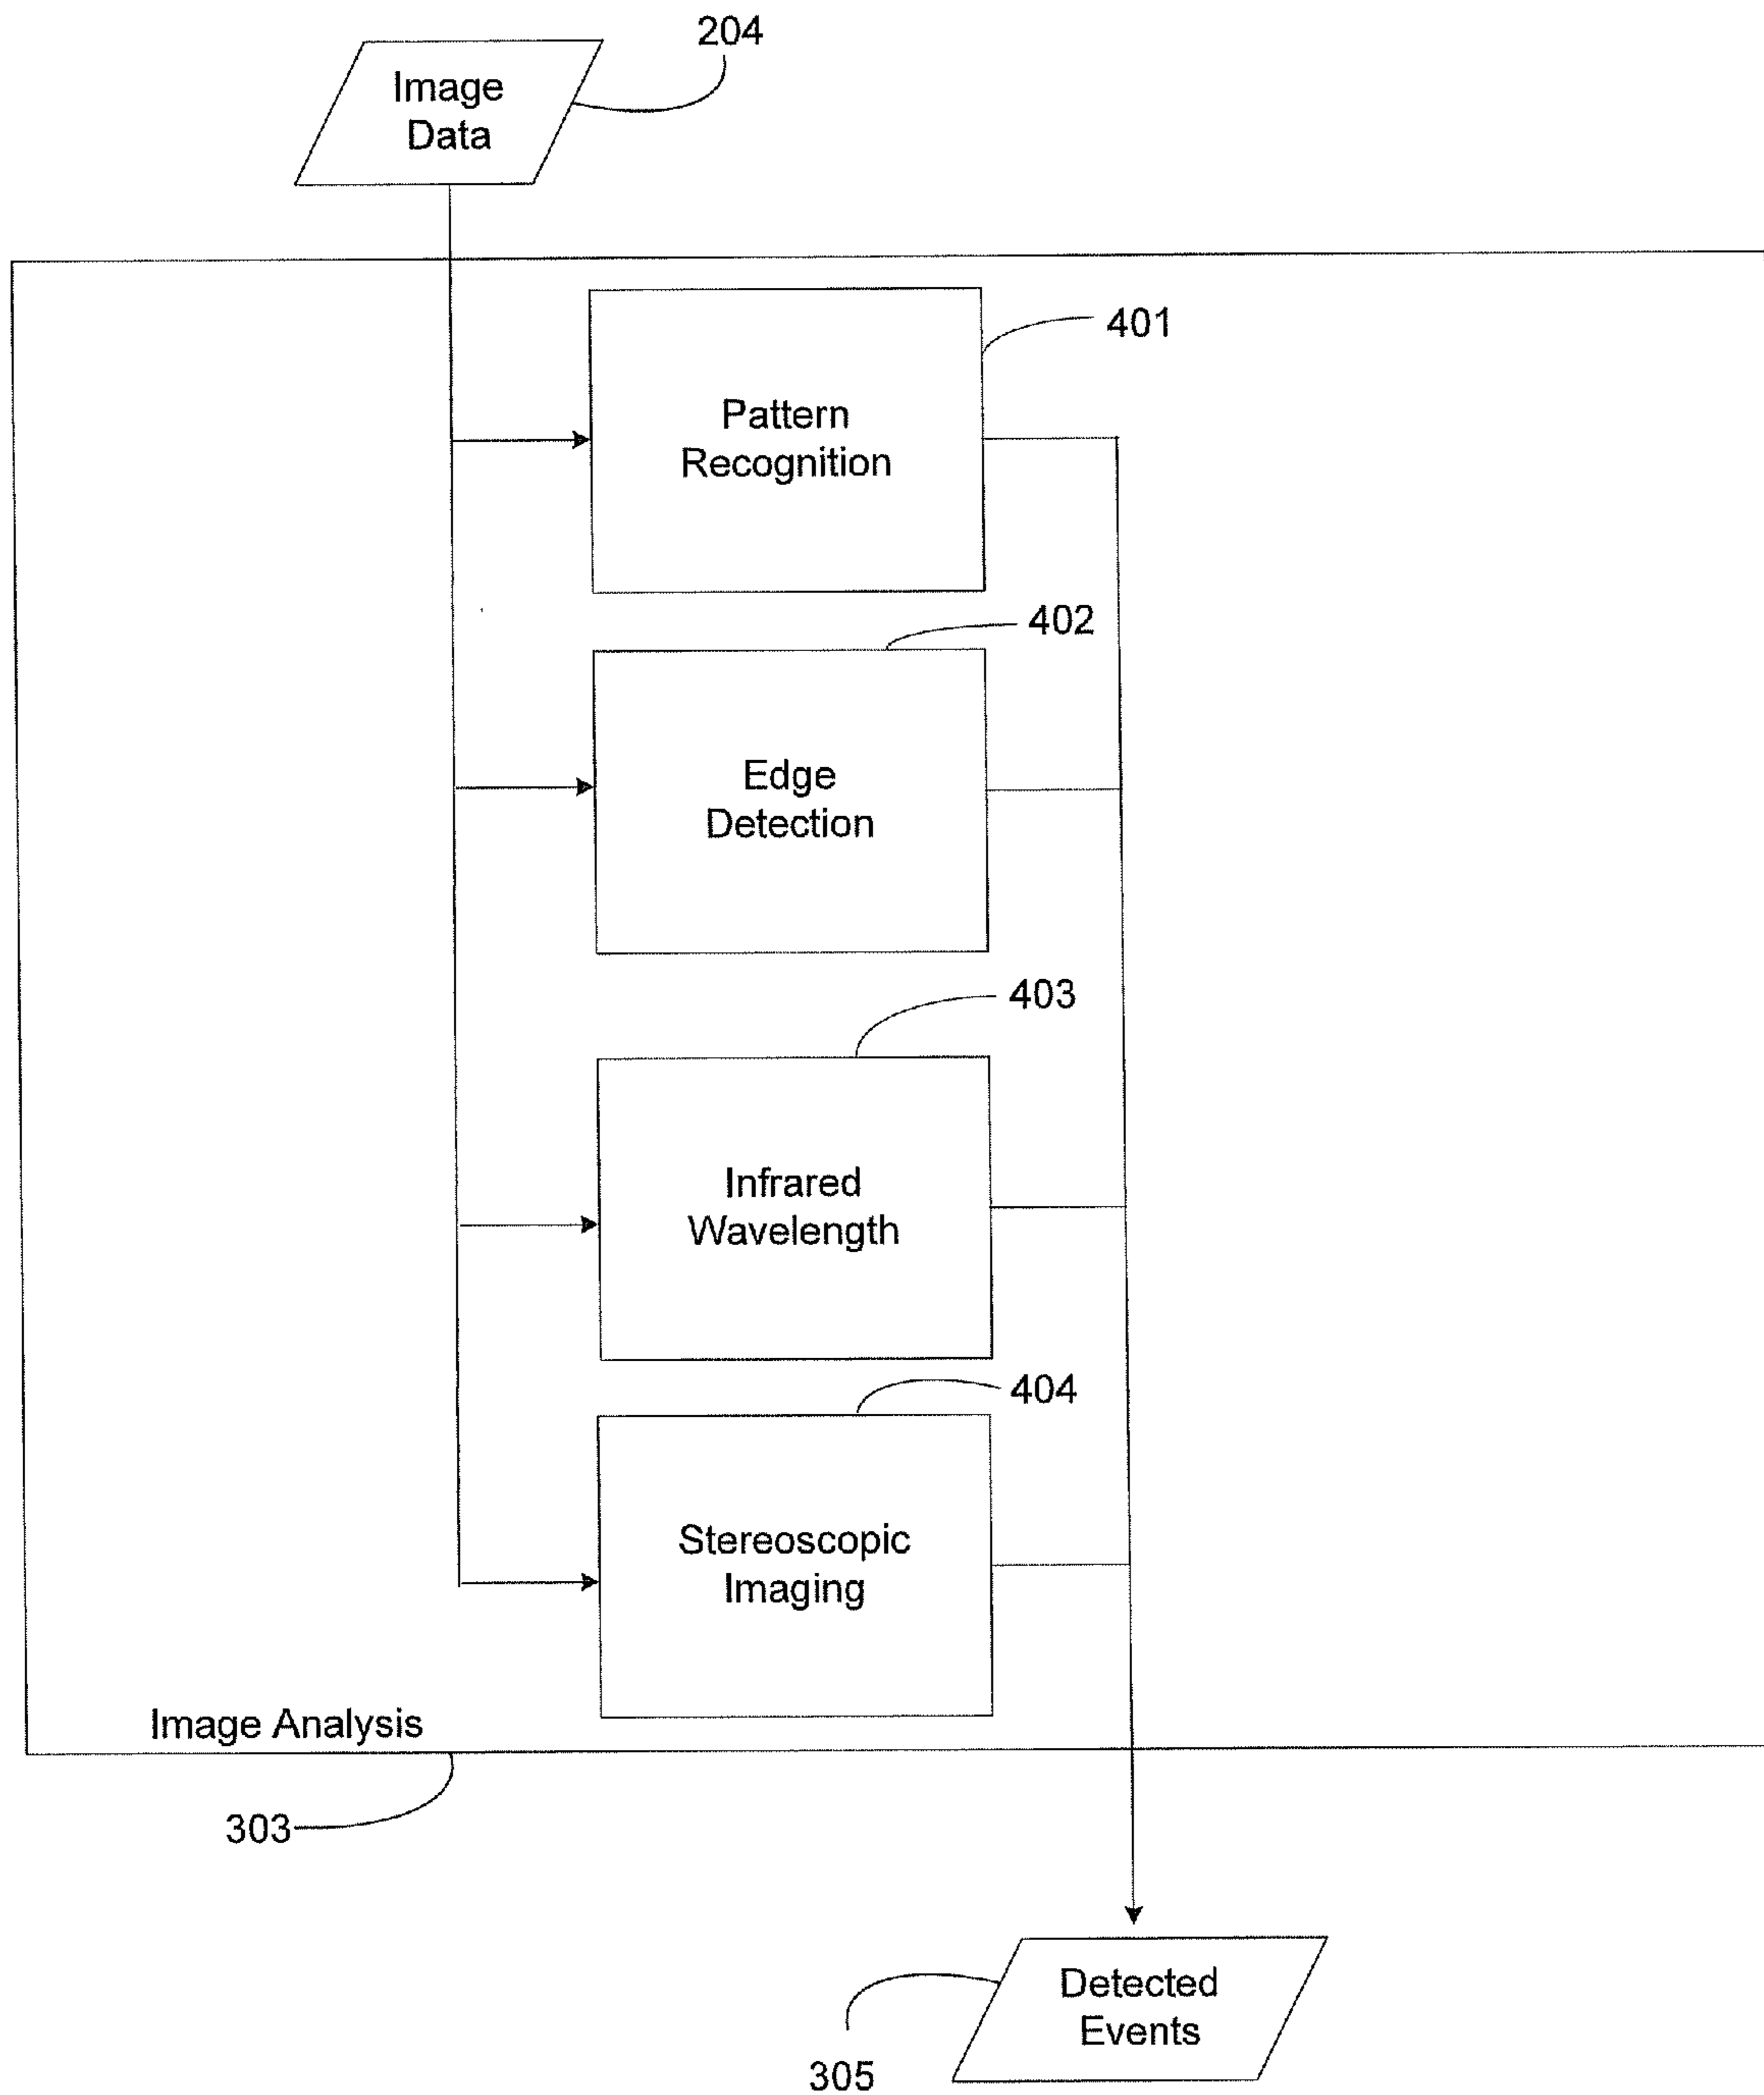 204
Image
Data
401
Pattern
Recognition
402
Edge
Detection
403
Infrared
Wavelength
404
Stereoscopic
Imaging
Image Analysis
303
Detected
Events
305